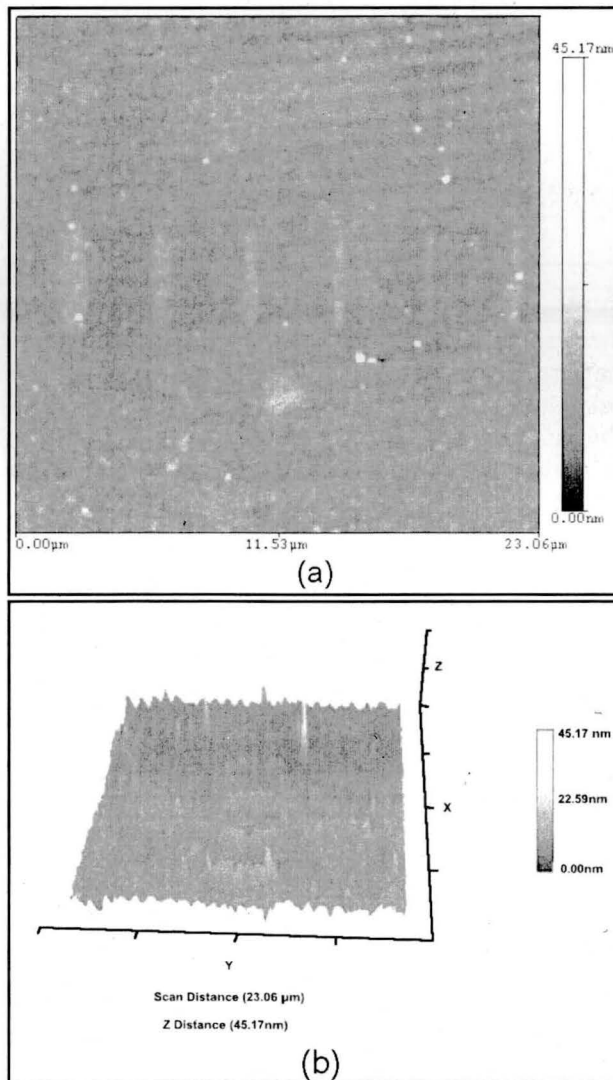 45.17nm
0.00nm
0.00µm 11.53µm 23.06µm
(a)
Z
X
45.17 nm
22.59nm
0.00nm
Y
Scan Distance (23.06 µm)
Z Distance (45.17nm)
(b)